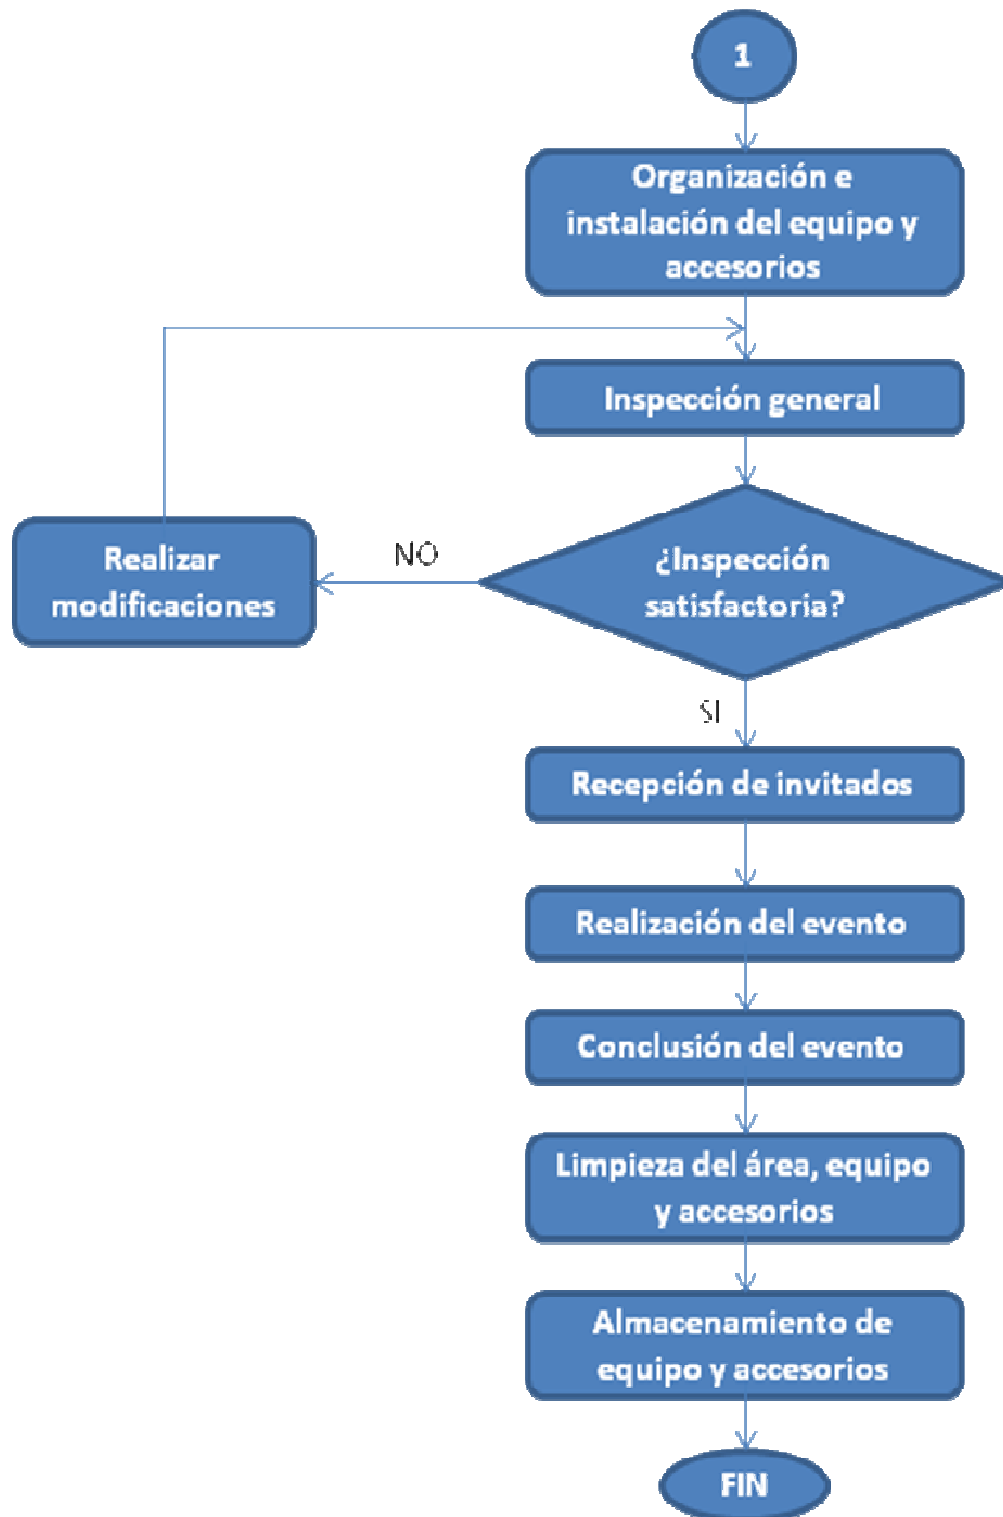 1
Organización e
instalación del equipo y
accesorios
Inspección general
¿Inspección
satisfactoria?
NO
Realizar
modificaciones
SI
Recepción de invitados
Realización del evento
Conclusión del evento
Limpieza del área, equipo
y accesorios
Almacenamiento de
equipo y accesorios
FIN